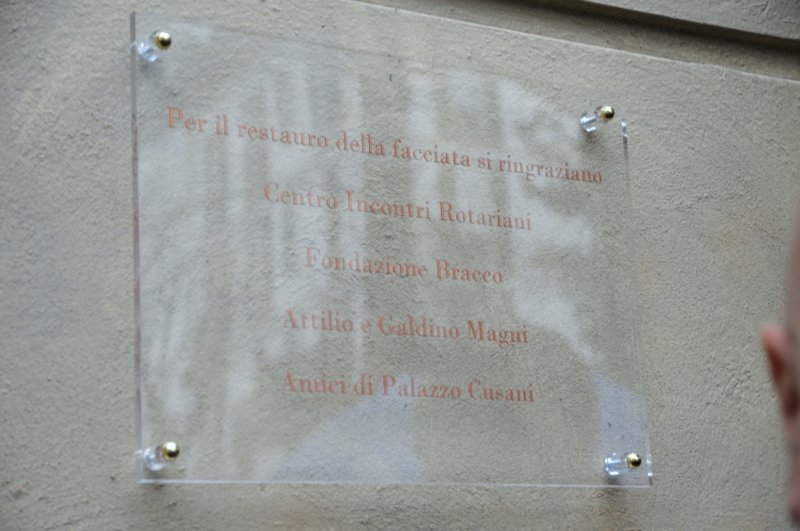 Per il restauro della facciata si ringraziano
Centro Incontri Rotariani
Fondazione Bracco
Attilio e Galdino Magni
Amici di Palazzo Cusani